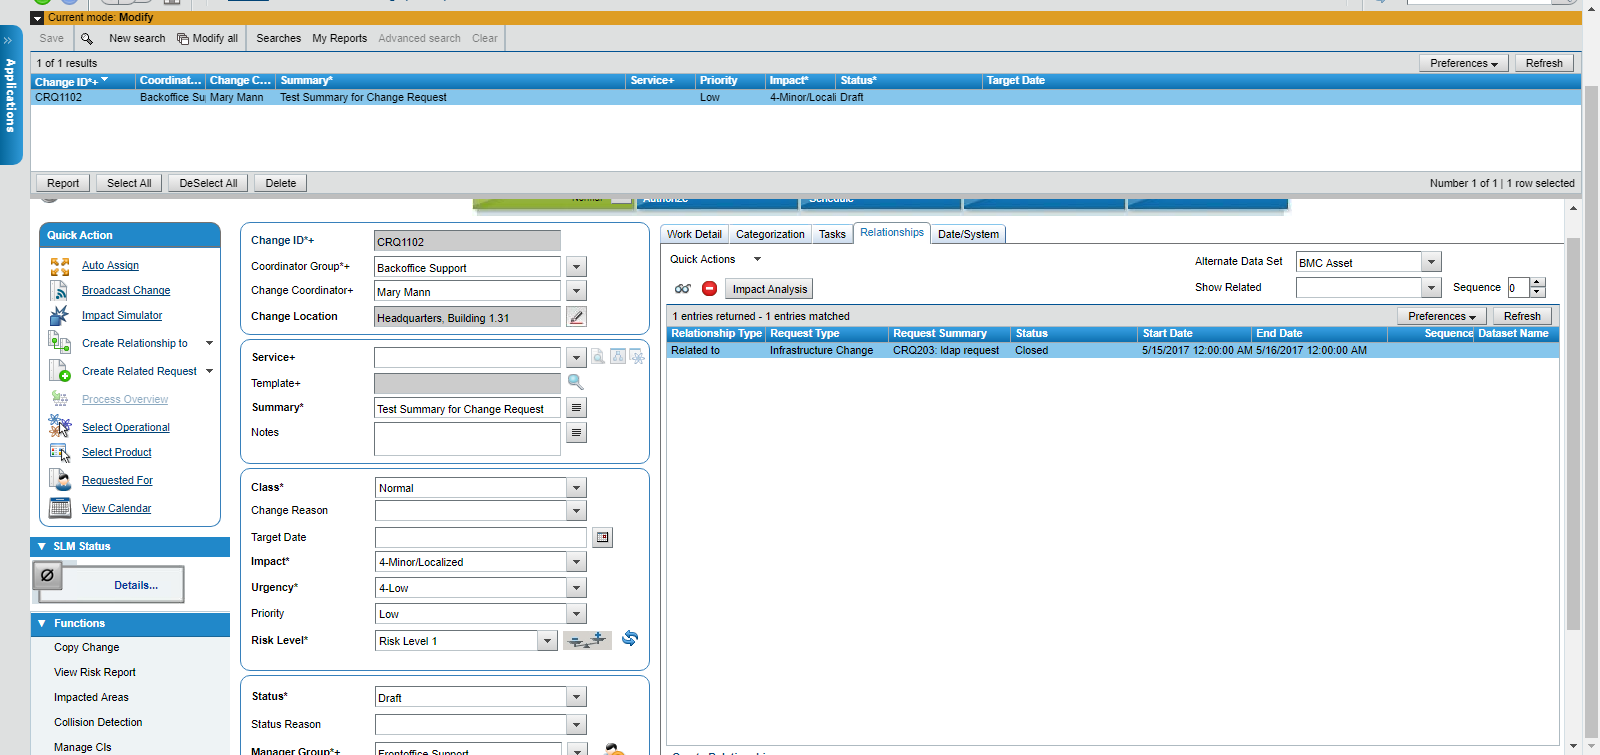 Current mode: Modify
Save New search Modify all Searches My Reports Advanced search Clear
1 of 1 results Preferences Refresh
Change ID*+ Coordinat... Change C... Summary* Service+ Priority Impact* Status* Target Date
CRQ1102 Backoffice Su Mary Mann Test Summary for Change Request Low 4-Minor/Locali Draft
Report Select All DeSelect All Delete Number 1 of 1 | 1 row selected
Applications
Quick Action
Auto Assign
Broadcast Change
Impact Simulator
Create Relationship to
Create Related Request
Process Overview
Select Operational
Select Product
Requested For
View Calendar
SLM Status
Details...
Functions
Copy Change
View Risk Report
Impacted Areas
Collision Detection
Manage CIs
Normal Authorize Schedule
Change ID*+ CRQ1102
Coordinator Group*+ Backoffice Support
Change Coordinator+ Mary Mann
Change Location Headquarters, Building 1.31
Service+
Template+
Summary* Test Summary for Change Request
Notes
Class* Normal
Change Reason
Target Date
Impact* 4-Minor/Localized
Urgency* 4-Low
Priority Low
Risk Level* Risk Level 1
Status* Draft
Status Reason
Manager Group*+ Frontoffice Support
Work Detail Categorization Tasks Relationships Date/System
Quick Actions Alternate Data Set BMC Asset
Impact Analysis Show Related Sequence 0
1 entries returned - 1 entries matched Preferences Refresh
Relationship Type Request Type Request Summary Status Start Date End Date Sequence Dataset Name
Related to Infrastructure Change CRQ203: ldap request Closed 5/15/2017 12:00:00 AM 5/16/2017 12:00:00 AM